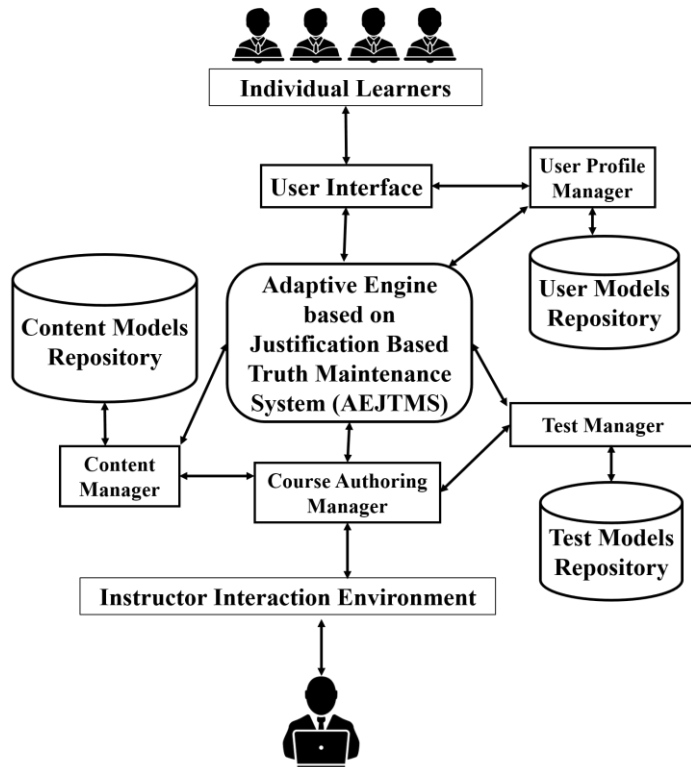 Individual Learners
User Interface
User Profile
Manager
User Models
Repository
Content Models
Repository
Adaptive Engine
based on
Justification Based
Truth Maintenance
System (AEJTMS)
Test Manager
Content
Manager
Course Authoring
Manager
Test Models
Repository
Instructor Interaction Environment